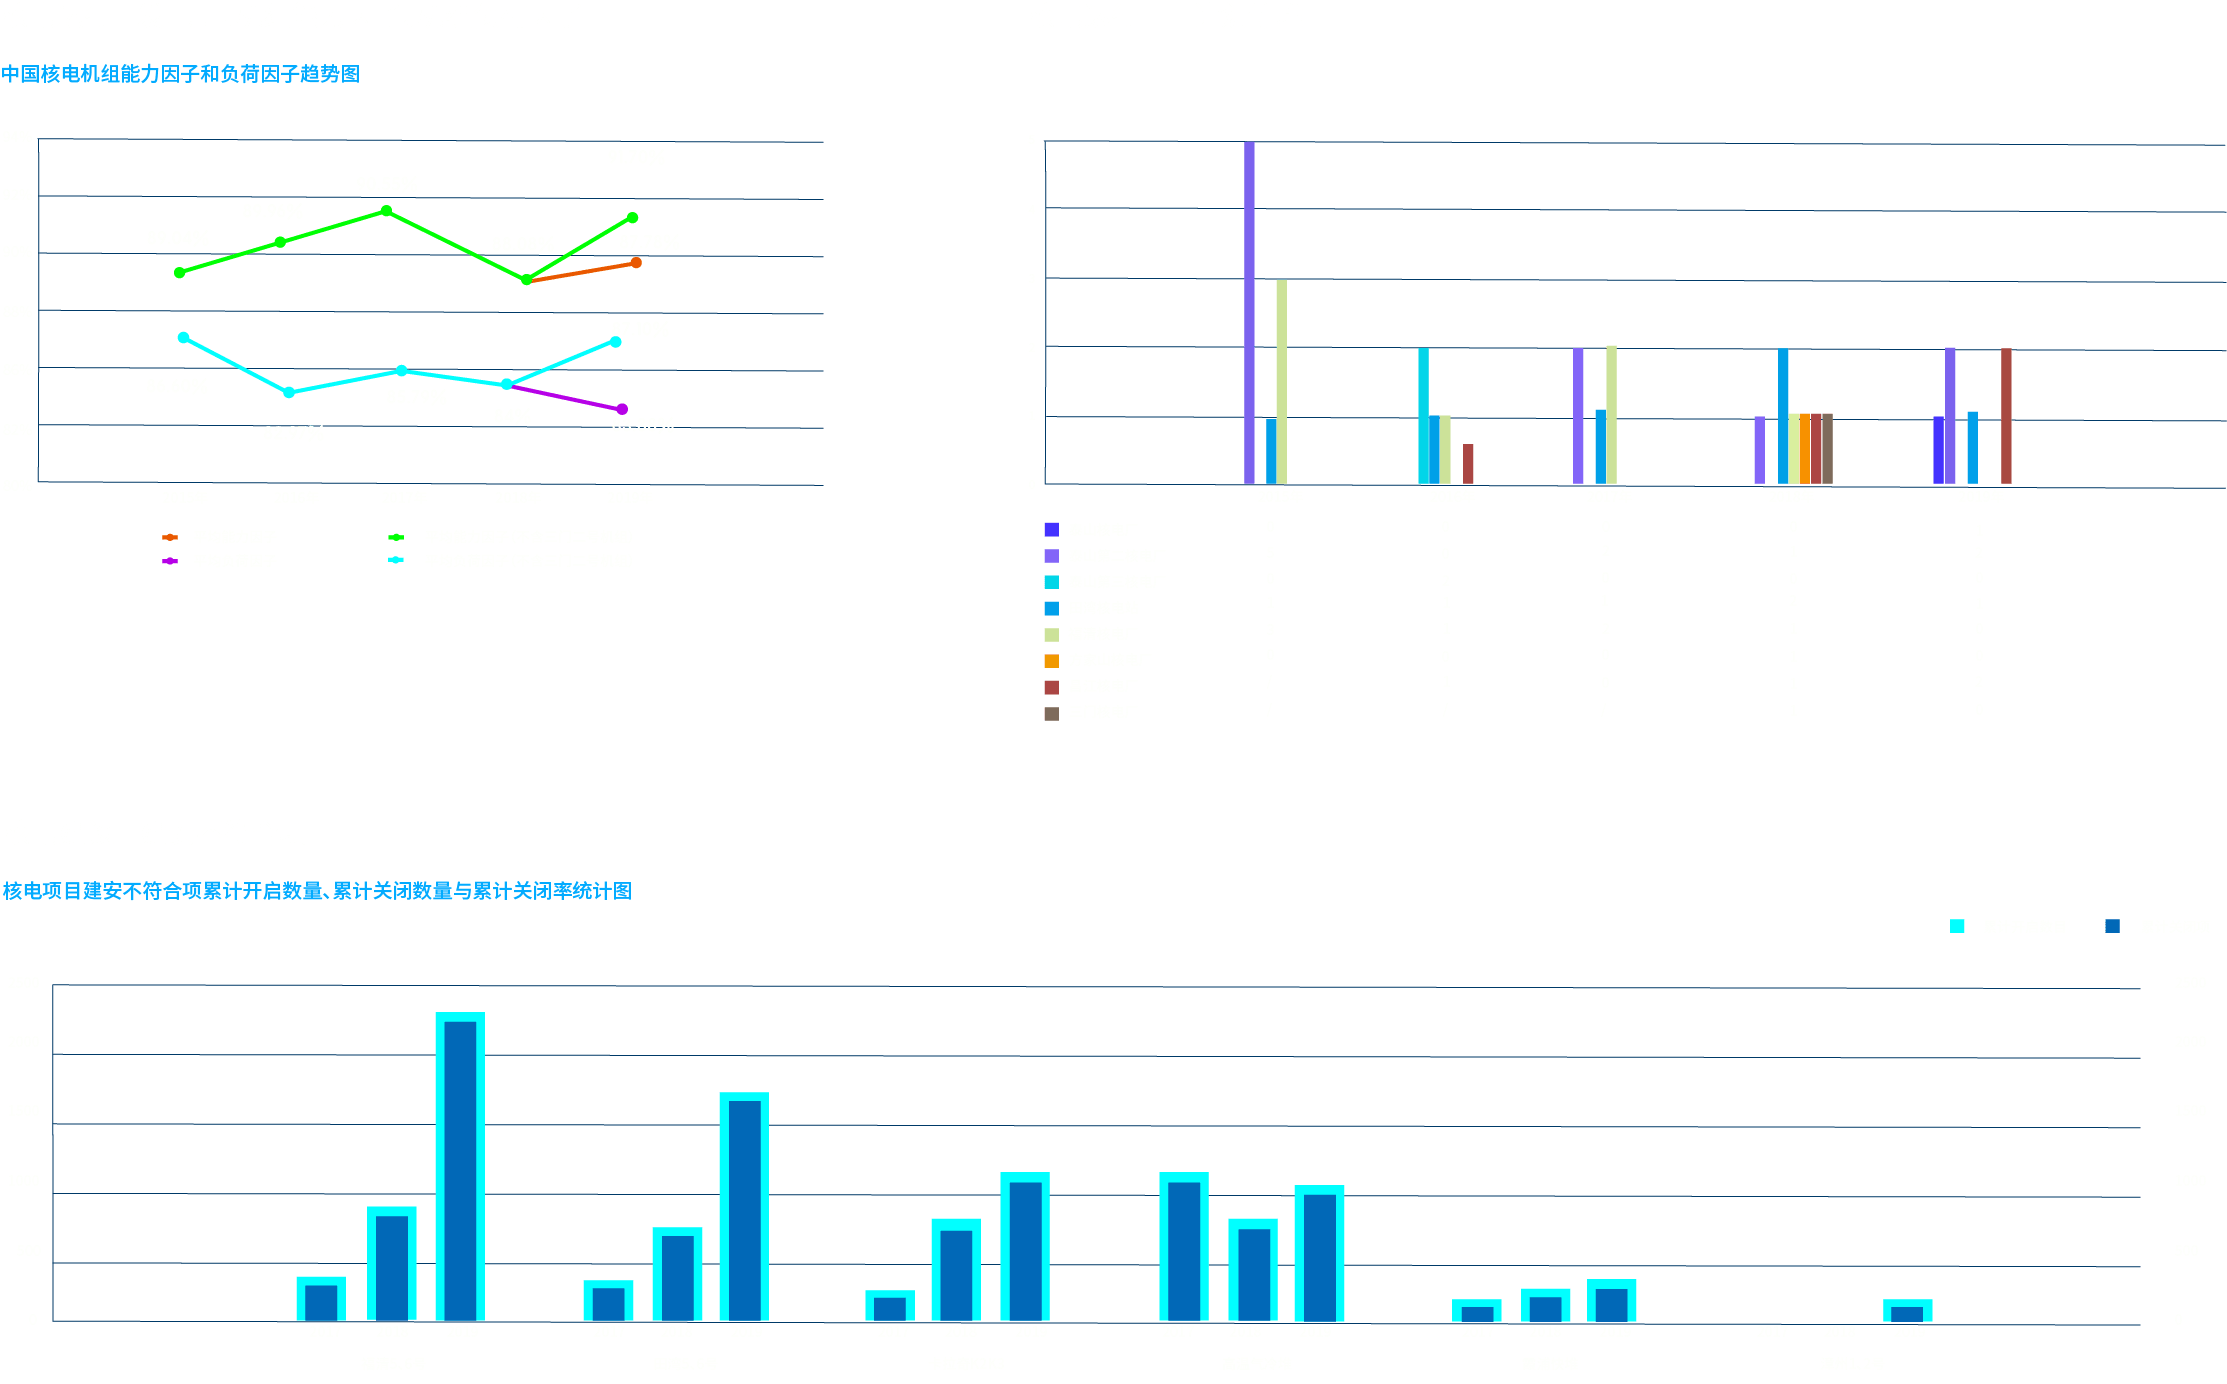 中国核电机组能力因子和负荷因子趋势图
核电项目建安不符合项累计开启数量、累计关闭数量与累计关闭率统计图